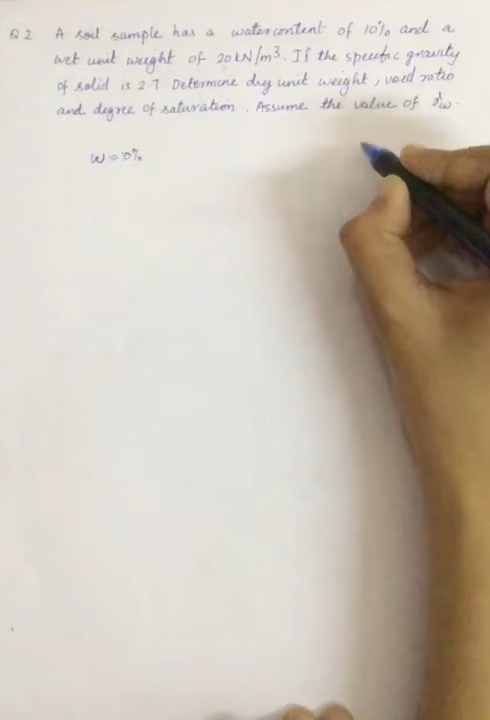 Q2 A soil sample has a water content of 10% and a
wet unit weight of 20 kN/m³. If the specific gravity
of solid is 2.7 Determine dry unit weight, void ratio
and degree of saturation. Assume the value of γw.
w = 10%